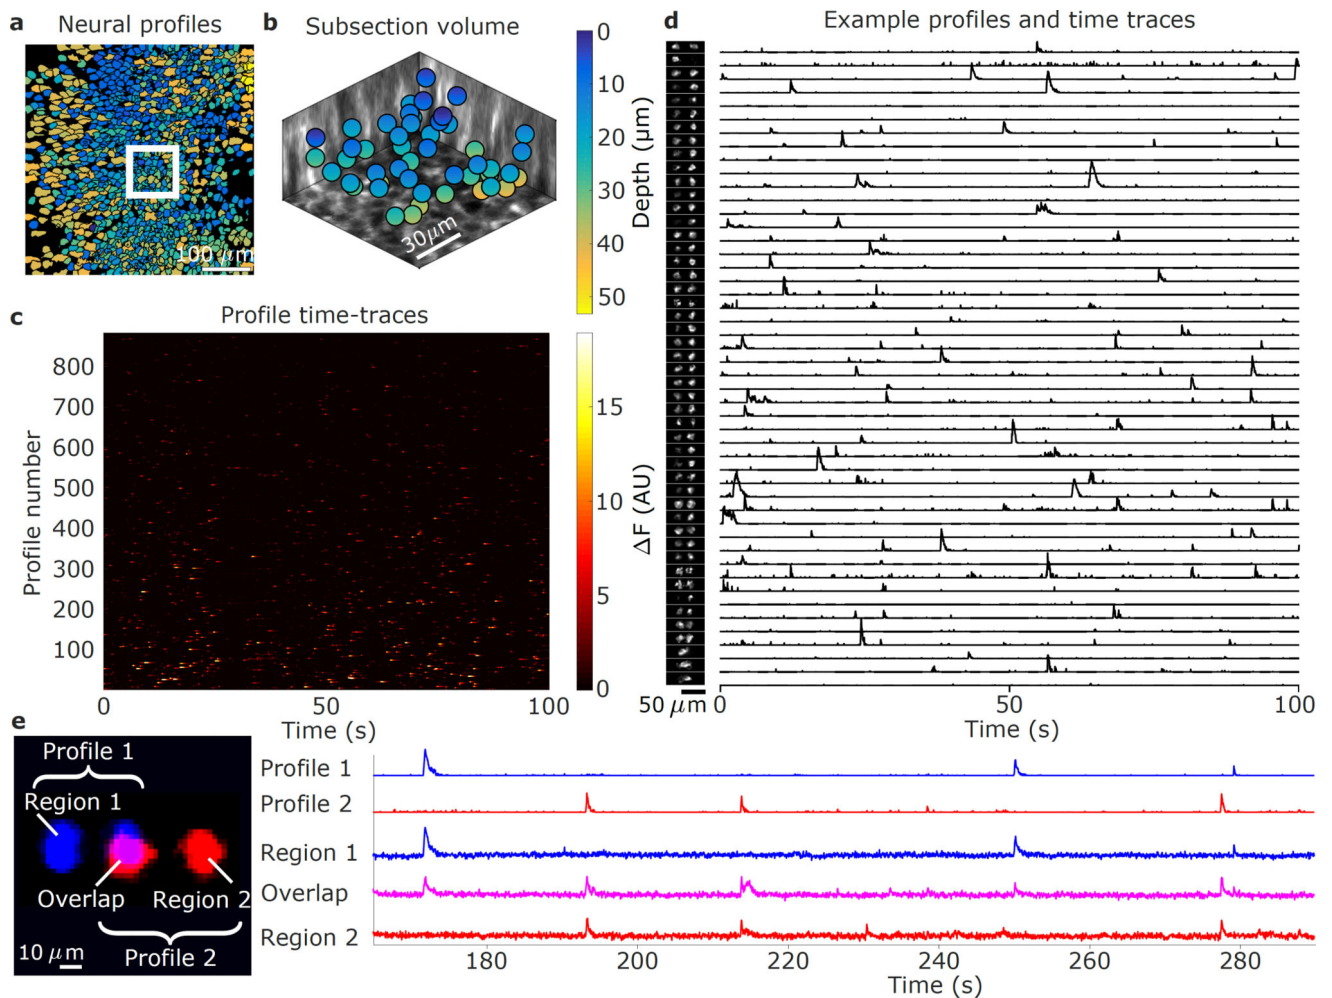 a Neural profiles
100 μm
b Subsection volume
30μm
0
10
20
30
40
50
Depth (μm)
c Profile time-traces
Profile number
800
700
600
500
400
300
200
100
0 50 100
Time (s)
15
10
5
0
ΔF (AU)
d Example profiles and time traces
50 μm
0 50 100
Time (s)
e
Profile 1
Region 1
Overlap
Region 2
10 μm
Profile 2
Profile 1
Profile 2
Region 1
Overlap
Region 2
180 200 220 240 260 280
Time (s)